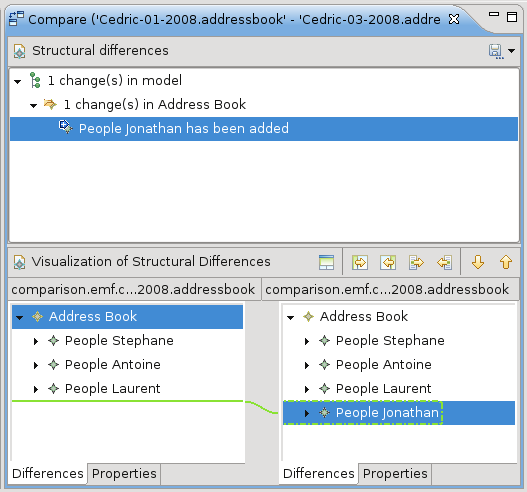 Compare ('Cedric-01-2008.addressbook' - 'Cedric-03-2008.addre
Structural differences
1 change(s) in model
1 change(s) in Address Book
People Jonathan has been added
Visualization of Structural Differences
comparison.emf.c...2008.addressbook comparison.emf.c...2008.addressbook
Address Book
People Stephane
People Antoine
People Laurent
Address Book
People Stephane
People Antoine
People Laurent
People Jonathan
Differences Properties
Differences Properties